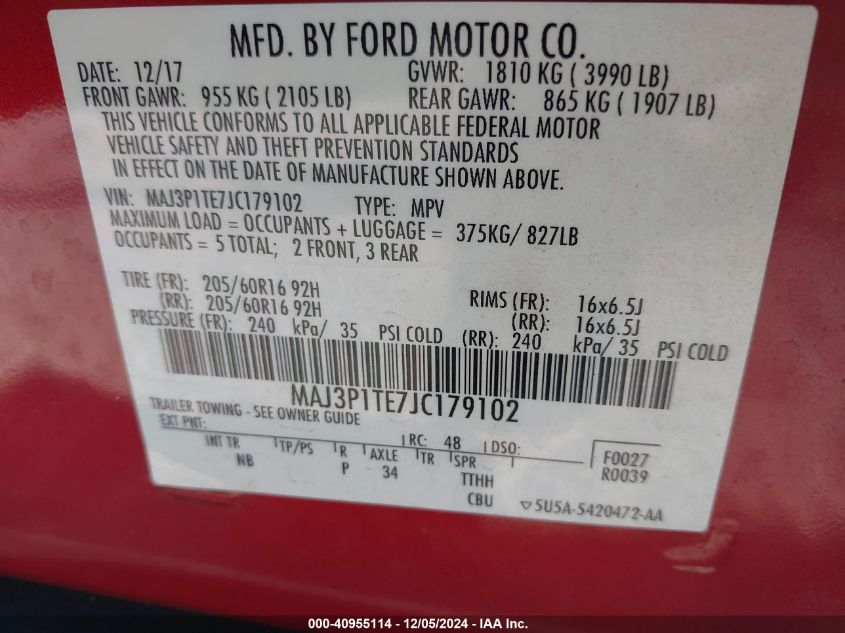 MFD. BY FORD MOTOR CO.
DATE: 12/17 GVWR: 1810 KG ( 3990 LB)
FRONT GAWR: 955 KG ( 2105 LB) REAR GAWR: 865 KG ( 1907 LB)
THIS VEHICLE CONFORMS TO ALL APPLICABLE FEDERAL MOTOR
VEHICLE SAFETY AND THEFT PREVENTION STANDARDS
IN EFFECT ON THE DATE OF MANUFACTURE SHOWN ABOVE.
VIN: MAJ3P1TE7JC179102 TYPE: MPV
MAXIMUM LOAD = OCCUPANTS + LUGGAGE = 375KG/ 827LB
OCCUPANTS = 5 TOTAL; 2 FRONT, 3 REAR
TIRE (FR): 205/60R16 92H RIMS (FR): 16x6.5J
(RR): 205/60R16 92H (RR): 16x6.5J
PRESSURE (FR): 240 kPa/ 35 PSI COLD (RR): 240 kPa/ 35 PSI COLD
MAJ3P1TE7JC179102
TRAILER TOWING - SEE OWNER GUIDE
EXT PNT: RC: 48 DSO:
INT TR TP/PS R AXLE TR SPR F0027
NB P 34 TTHH R0039
CBU 5U5A-S420472-AA
000-40955114 - 12/05/2024 - IAA Inc.